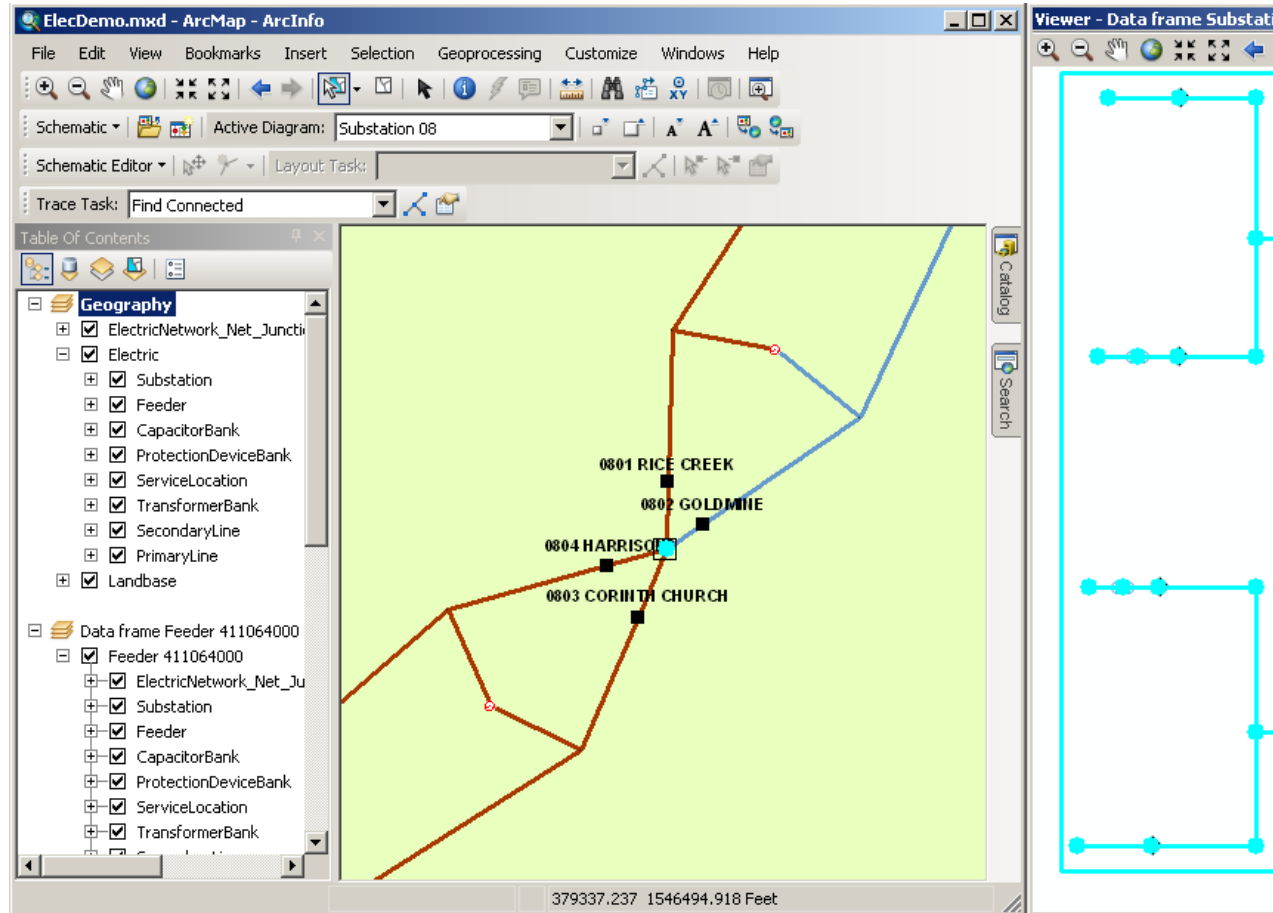 ElecDemo.mxd - ArcMap - ArcInfo
Viewer - Data frame Substati
File Edit View Bookmarks Insert Selection Geoprocessing Customize Windows Help
XY
Schematic Active Diagram: Substation 08 A A
Schematic Editor Layout Task:
Trace Task: Find Connected
Table Of Contents
Geography
ElectricNetwork_Net_Juncti
Electric
Substation
Feeder
CapacitorBank
ProtectionDeviceBank
ServiceLocation
TransformerBank
SecondaryLine
PrimaryLine
Landbase
Data frame Feeder 411064000
Feeder 411064000
ElectricNetwork_Net_Ju
Substation
Feeder
CapacitorBank
ProtectionDeviceBank
ServiceLocation
TransformerBank
0801 RICE CREEK
0802 GOLDMINE
0804 HARRISON
0803 CORINTH CHURCH
Catalog
Search
379337.237 1546494.918 Feet